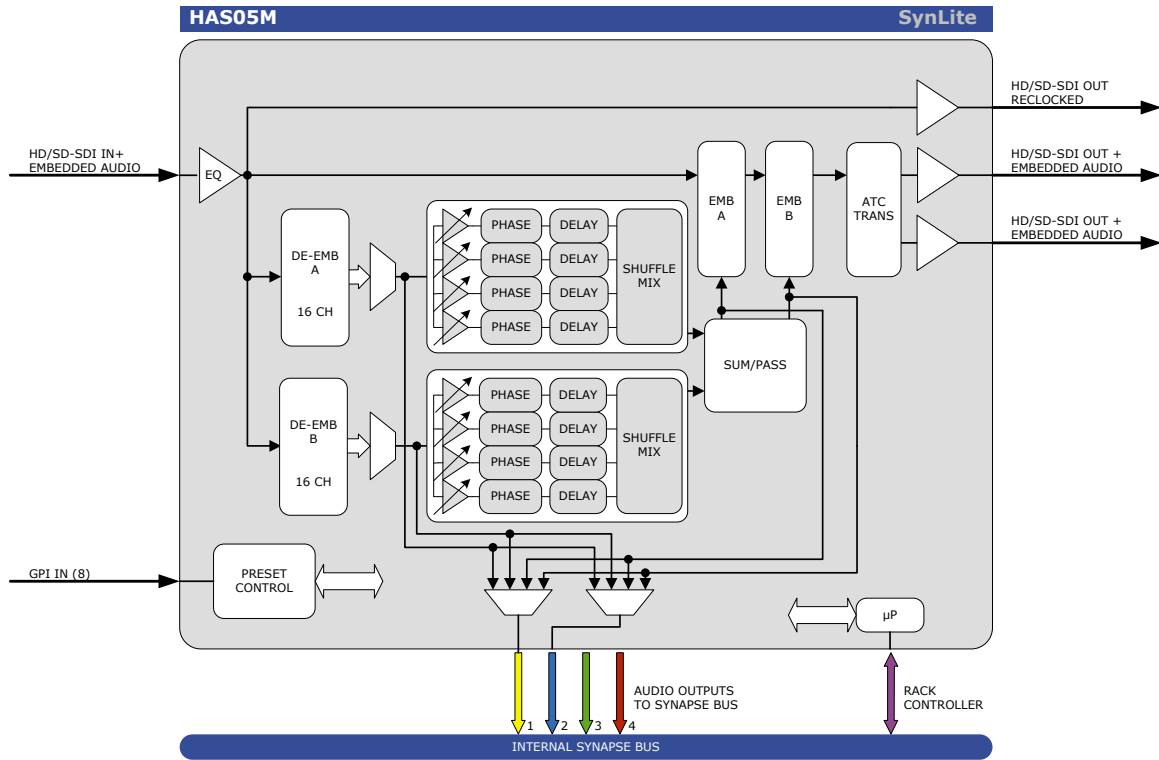 HAS05M
SynLite
HD/SD-SDI OUT
RECLOCKED
HD/SD-SDI IN+
EMBEDDED AUDIO
EQ
HD/SD-SDI OUT +
EMBEDDED AUDIO
EMB
A
EMB
B
ATC
TRANS
HD/SD-SDI OUT +
EMBEDDED AUDIO
DE-EMB
A
16 CH
PHASE
DELAY
PHASE
DELAY
PHASE
DELAY
PHASE
DELAY
SHUFFLE
MIX
SUM/PASS
DE-EMB
B
16 CH
PHASE
DELAY
PHASE
DELAY
PHASE
DELAY
PHASE
DELAY
SHUFFLE
MIX
GPI IN (8)
PRESET
CONTROL
µP
AUDIO OUTPUTS
TO SYNAPSE BUS
RACK
CONTROLLER
1
2
3
4
INTERNAL SYNAPSE BUS